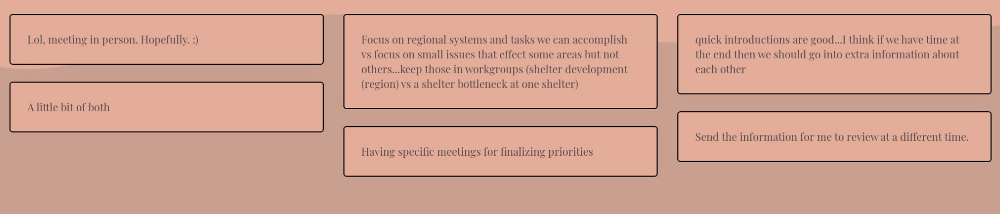 Lol, meeting in person. Hopefully. :)
A little bit of both
Focus on regional systems and tasks we can accomplish
vs focus on small issues that effect some areas but not
others...keep those in workgroups (shelter development
(region) vs a shelter bottleneck at one shelter)
Having specific meetings for finalizing priorities
quick introductions are good...I think if we have time at
the end then we should go into extra information about
each other
Send the information for me to review at a different time.